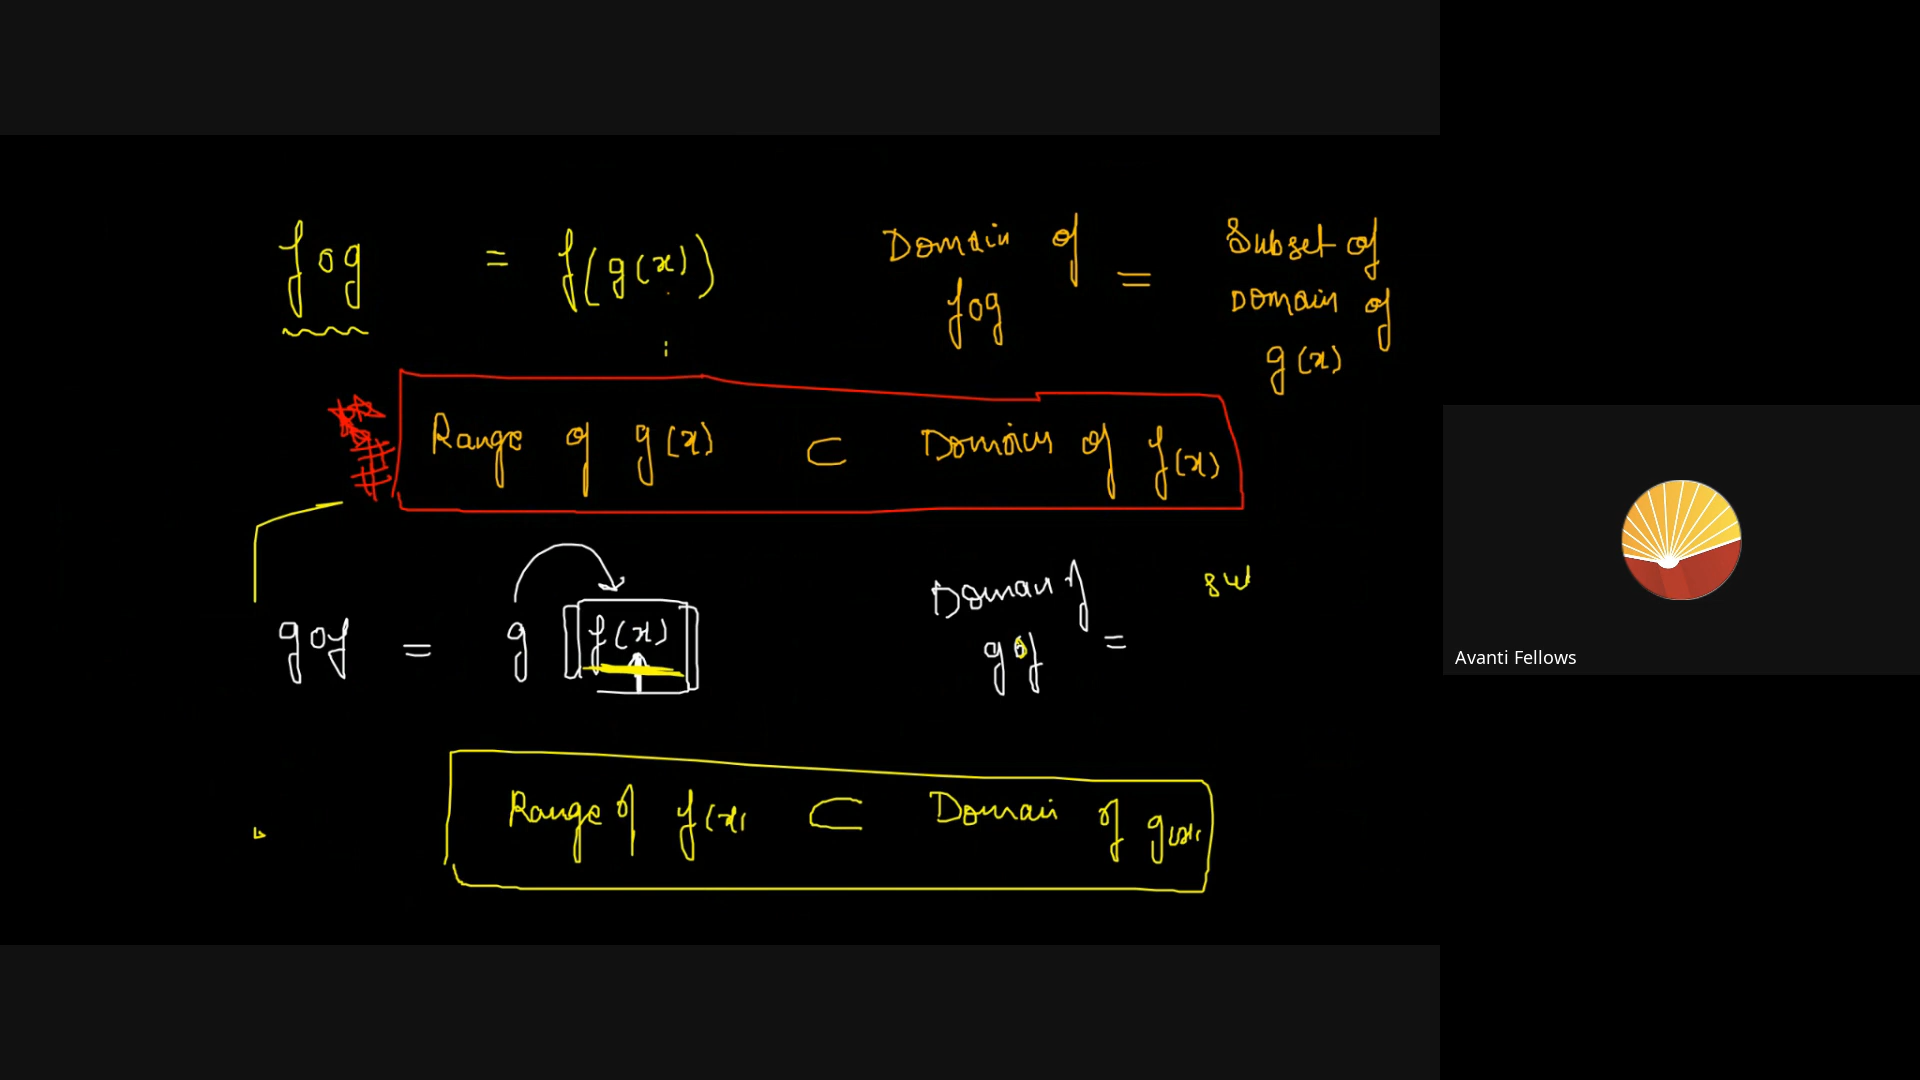 fog = f(g(x))
Domain of fog = Subset of Domain of g(x)
Range of g(x) ⊂ Domain of f(x)
gof = g[f(x)]
Domain of gof = su
Range of f(x) ⊂ Domain of g(x)
Avanti Fellows